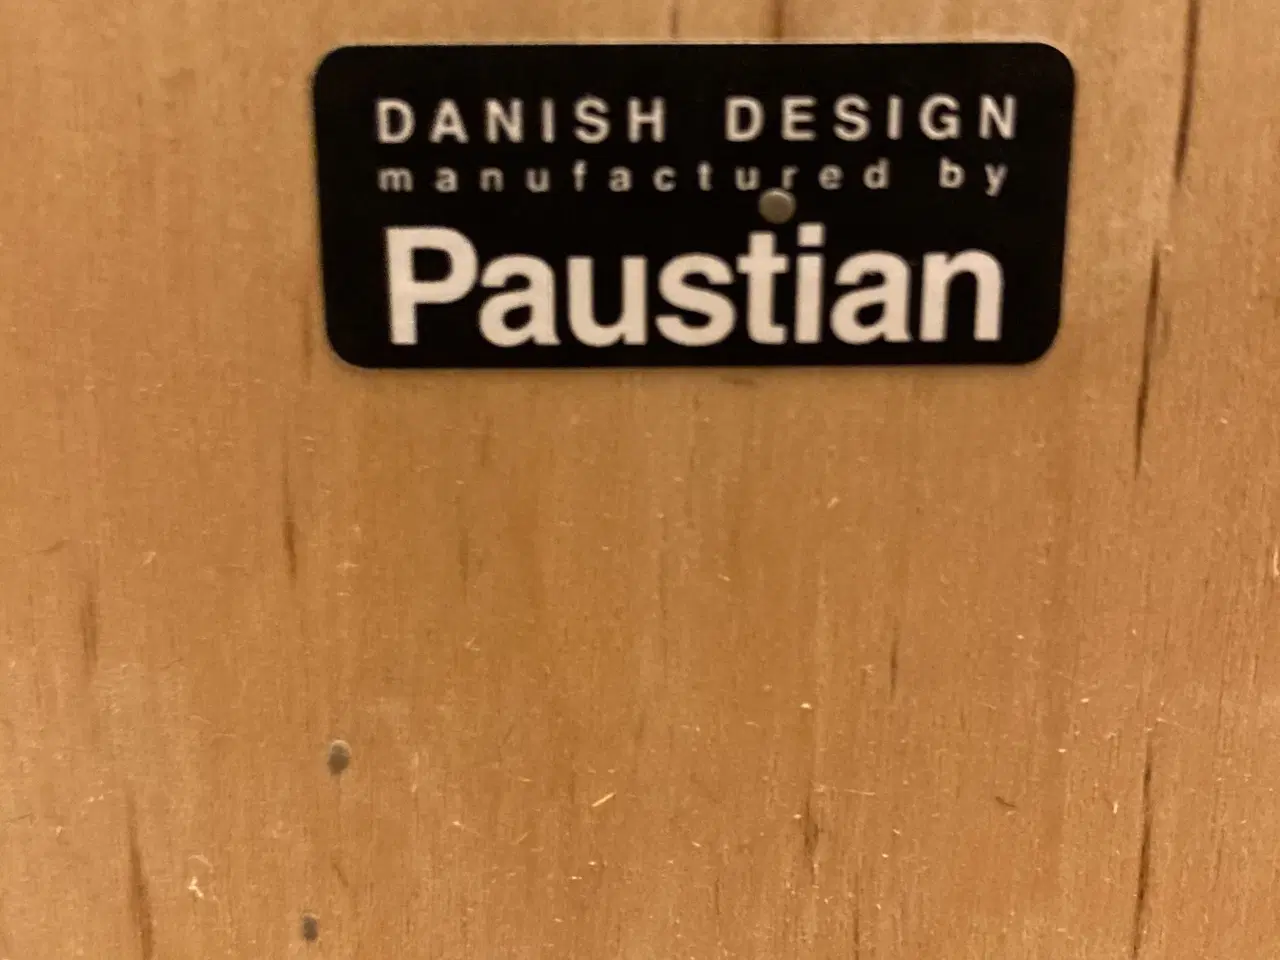 DANISH DESIGN
manufactured by
Paustian